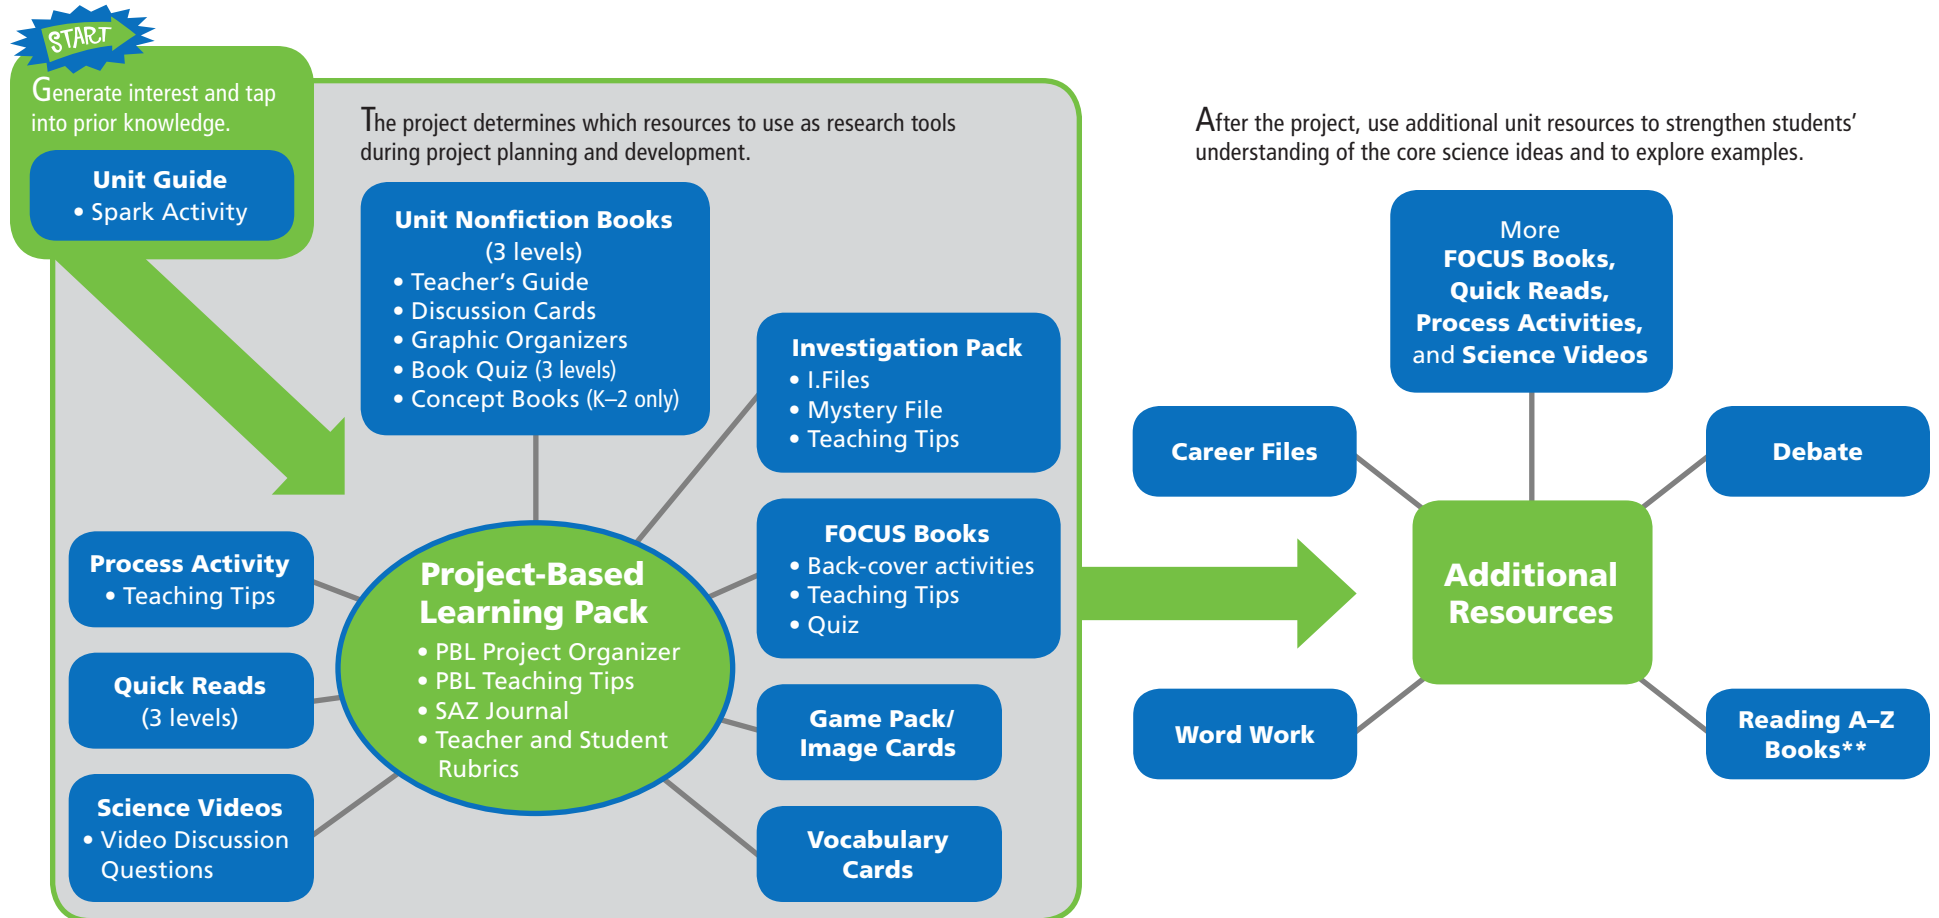 START
Generate interest and tap
into prior knowledge.
Unit Guide
• Spark Activity
The project determines which resources to use as research tools
during project planning and development.
Unit Nonfiction Books
(3 levels)
• Teacher's Guide
• Discussion Cards
• Graphic Organizers
• Book Quiz (3 levels)
• Concept Books (K–2 only)
Investigation Pack
• I.Files
• Mystery File
• Teaching Tips
FOCUS Books
• Back-cover activities
• Teaching Tips
• Quiz
Process Activity
• Teaching Tips
Quick Reads
(3 levels)
Science Videos
• Video Discussion
Questions
Project-Based
Learning Pack
• PBL Project Organizer
• PBL Teaching Tips
• SAZ Journal
• Teacher and Student
Rubrics
Game Pack/
Image Cards
Vocabulary
Cards
After the project, use additional unit resources to strengthen students'
understanding of the core science ideas and to explore examples.
More
FOCUS Books,
Quick Reads,
Process Activities,
and Science Videos
Career Files
Debate
Additional
Resources
Word Work
Reading A–Z
Books**